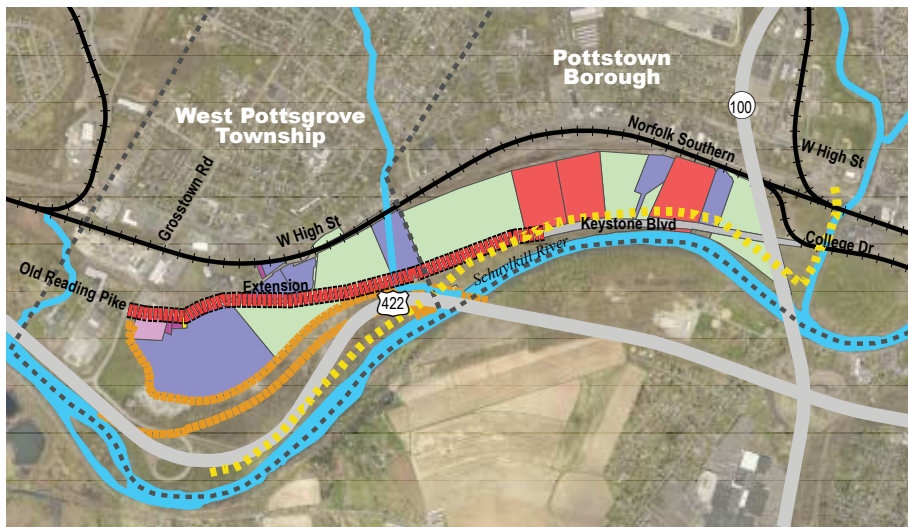 Pottstown
Borough
100
West Pottsgrove
Township
Norfolk Southern
W High St
Grosstown Rd
W High St
Keystone Blvd
College Dr
Schuylkill River
Old Reading Pike
Extension
422